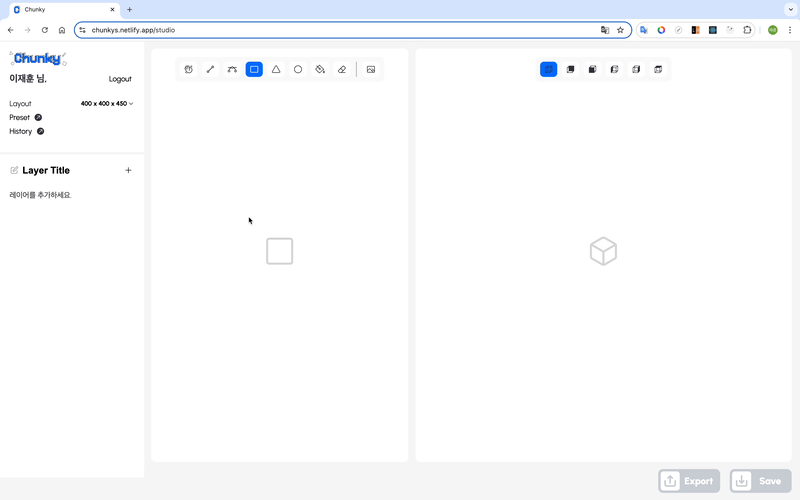 Chunky
chunkys.netlify.app/studio
Chunky
이재훈 님,
Logout
Layout
400 x 400 x 450
Preset
History
Layer Title
레이어를 추가하세요
Export
Save